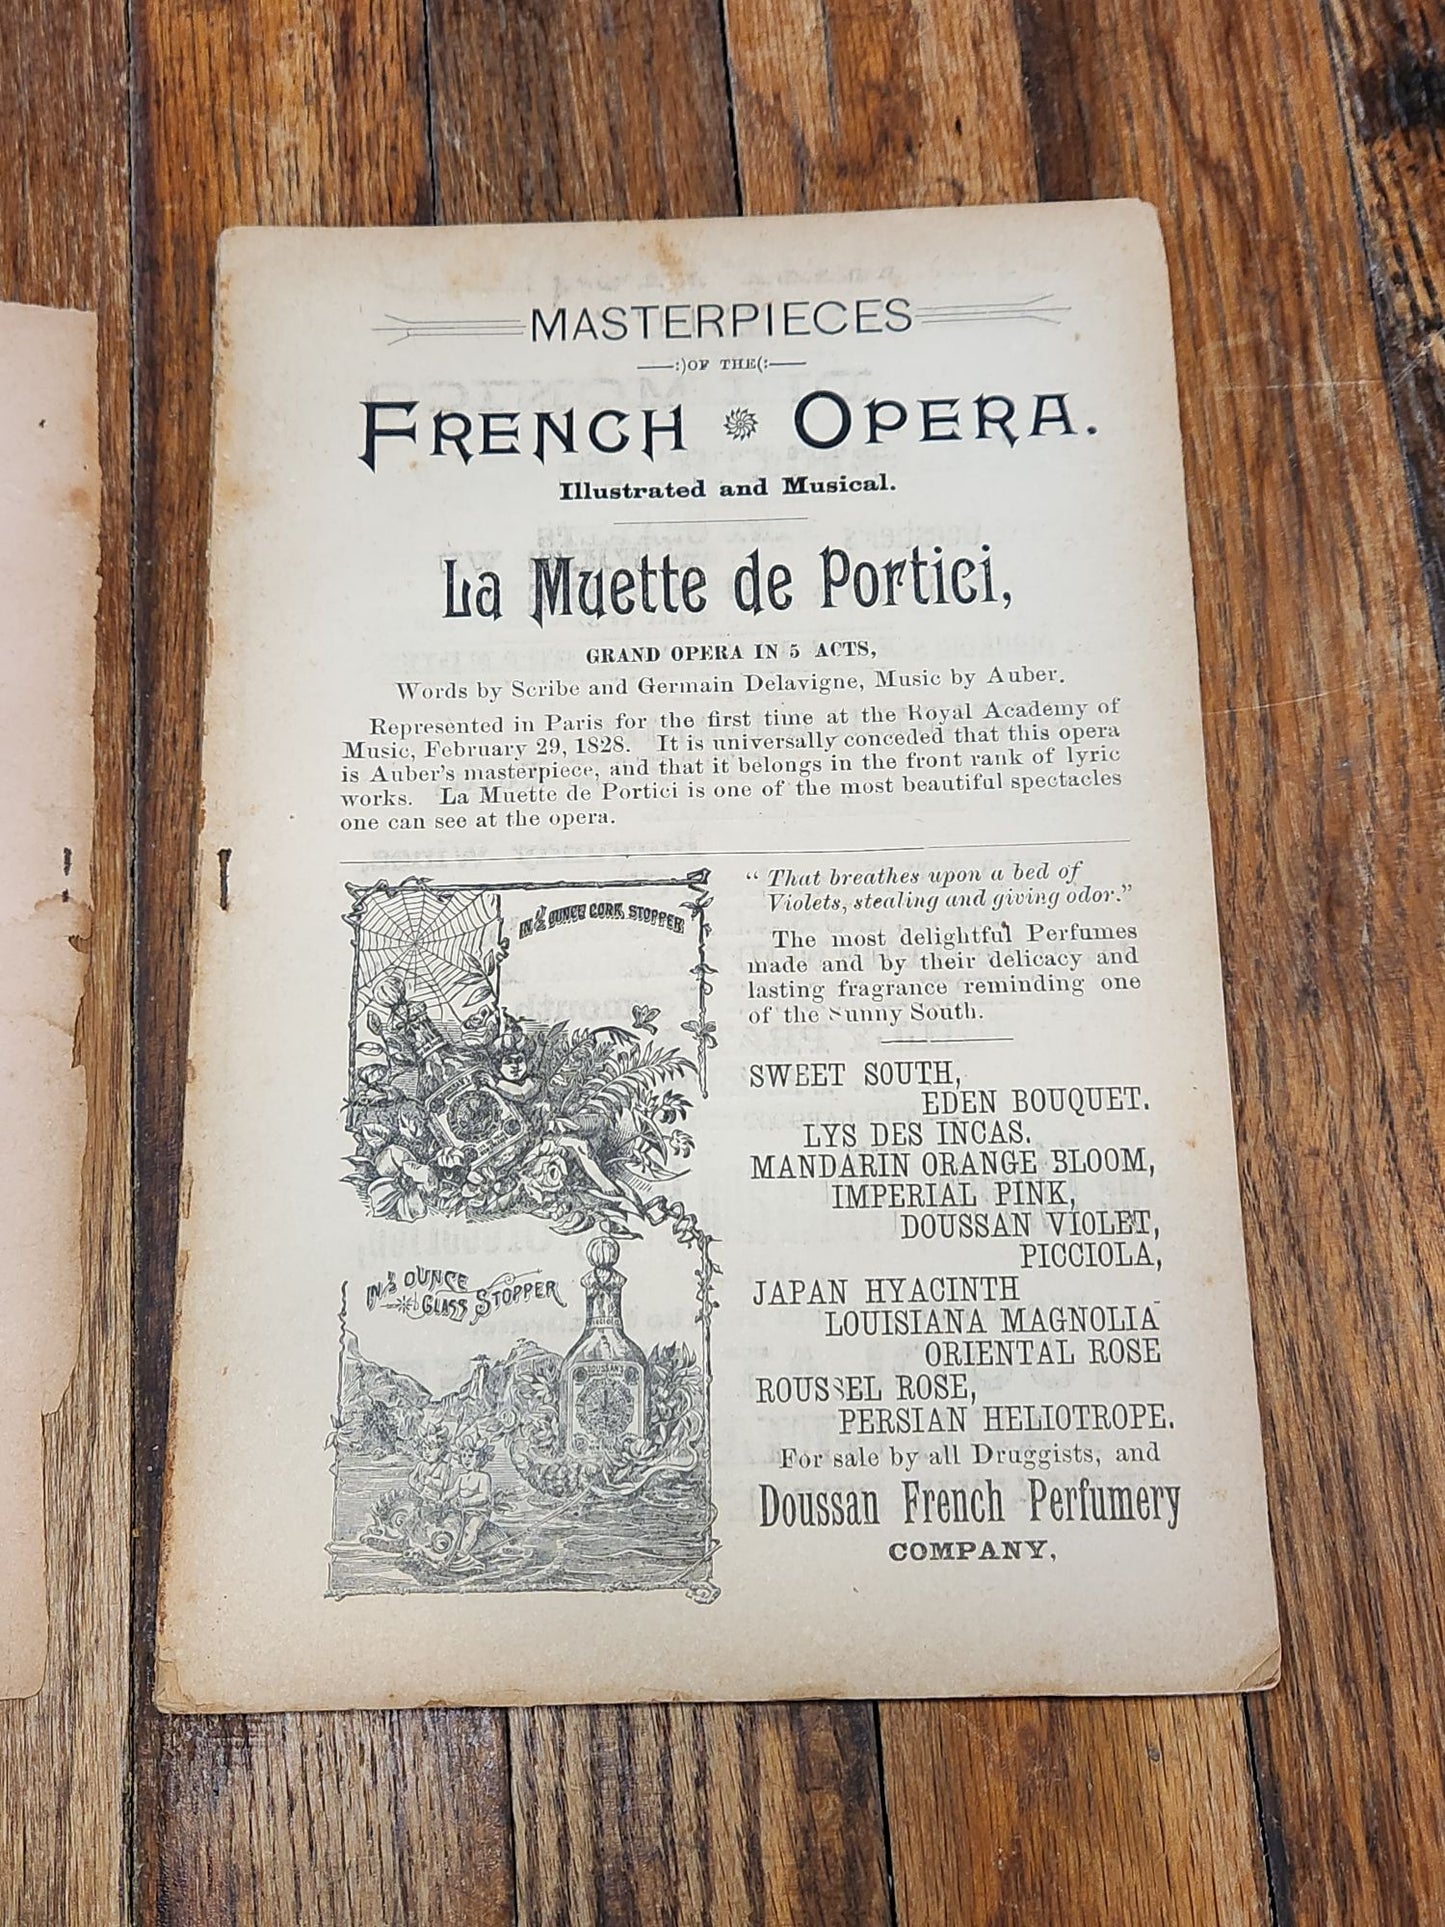 MASTERPIECES
:)OF THE(:
FRENCH OPERA.
Illustrated and Musical.
La Muette de Portici,
GRAND OPERA IN 5 ACTS,
Words by Scribe and Germain Delavigne, Music by Auber.
Represented in Paris for the first time at the Royal Academy of
Music, February 29, 1828. It is universally conceded that this opera
is Auber's masterpiece, and that it belongs in the front rank of lyric
works. La Muette de Portici is one of the most beautiful spectacles
one can see at the opera.
IN ½ OUNCE CORK STOPPER
IN ½ OUNCE
GLASS STOPPER
DOUSSAN'S
" That breathes upon a bed of
Violets, stealing and giving odor."
The most delightful Perfumes
made and by their delicacy and
lasting fragrance reminding one
of the Sunny South.
SWEET SOUTH,
EDEN BOUQUET.
LYS DES INCAS.
MANDARIN ORANGE BLOOM,
IMPERIAL PINK,
DOUSSAN VIOLET,
PICCIOLA,
JAPAN HYACINTH
LOUISIANA MAGNOLIA
ORIENTAL ROSE
ROUSSEL ROSE,
PERSIAN HELIOTROPE.
For sale by all Druggists, and
Doussan French Perfumery
COMPANY,